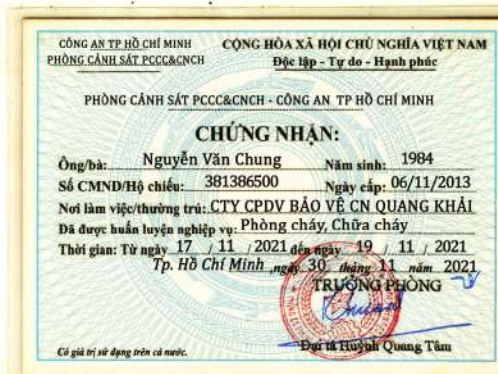 CÔNG AN TP HỒ CHÍ MINH
PHÒNG CẢNH SÁT PCCC&CNCH
CỘNG HÒA XÃ HỘI CHỦ NGHĨA VIỆT NAM
Độc lập - Tự do - Hạnh phúc
PHÒNG CẢNH SÁT PCCC&CNCH - CÔNG AN TP HỒ CHÍ MINH
CHỨNG NHẬN:
Ông/bà: Nguyễn Văn Chung Năm sinh: 1984
Số CMND/Hộ chiếu: 381386500 Ngày cấp: 06/11/2013
Nơi làm việc/thường trú: CTY CPDV BẢO VỆ CN QUANG KHẢI
Đã được huấn luyện nghiệp vụ: Phòng cháy, Chữa cháy
Thời gian: Từ ngày 17 / 11 / 2021 đến ngày 19 / 11 / 2021
Tp. Hồ Chí Minh ,ngày 30 tháng 11 năm 2021
TRƯỞNG PHÒNG
Đại tá Huỳnh Quang Tâm
Có giá trị sử dụng trên cả nước.